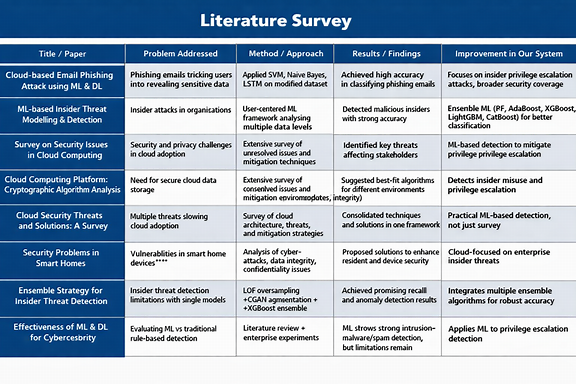 Literature Survey
Title / Paper
Problem Addressed
Method / Approach
Results / Findings
Improvement in Our System
Cloud-based Email Phishing
Attack using ML & DL
Phishing emails tricking users
into revealing sensitive data
Applied SVM, Naive Bayes,
LSTM on modified dataset
Achieved high accuracy
in classifying phishing emails
Focuses on insider privilege escalation
attacks, broader security coverage
ML-based Insider Threat
Modelling & Detection
Insider attacks in organizations
User-centered ML
framework analysing
multiple data levels
Detected malicious insiders
with strong accuracy
Ensemble ML (PF, AdaBoost, XGBoost,
LightGBM, CatBoost) for better
classification
Survey on Security Issues
in Cloud Computing
Security and privacy challenges
in cloud adoption
Extensive survey of
unresolved issues and
mitigation techniques
Identified key threats
affecting stakeholders
ML-based detection to mitigate
privilege privilege escalation
Cloud Computing Platform:
Cryptographic Algorithm Analysis
Need for secure cloud data
storage
Extensive survey of
consenlved issues and
mitigation
integrity)
Suggested best-fit algorithms
for different environments
Detects insider misuse and
privilege escalation
Cloud Security Threats
and Solutions: A Survey
Multiple threats slowing
cloud adoption
Survey of cloud
architecture, threats,
and mitigation strategies
Consolidated techniques
and solutions in one framework
Practical ML-based detection,
not just survey
Security Problems in
Smart Homes
Vulnerablities in smart home
devices****
Analysis of cyber-
attacks, data integrity,
confidentiality issues
Proposed solutions to enhance
resident and device security
Cloud-focused on enterprise
insider threats
Ensemble Strategy for
Insider Threat Detection
Insider threat detection
limitations with single models
LOF oversampling
+CGAN agmentation +
+XGBoost ensemble
Achieved promising recall
and anomaly detection results
Integrates multiple ensemble
algorithms for robust accuracy
Effectiveness of ML & DL
for Cybercesbrity
Evaluating ML vs traditional
rule-based detection
Literature review +
enterprise experiments
ML strows strong intrusion–
malware/spam detection,
but limitations remain
Applies ML to privilege escalation
detection